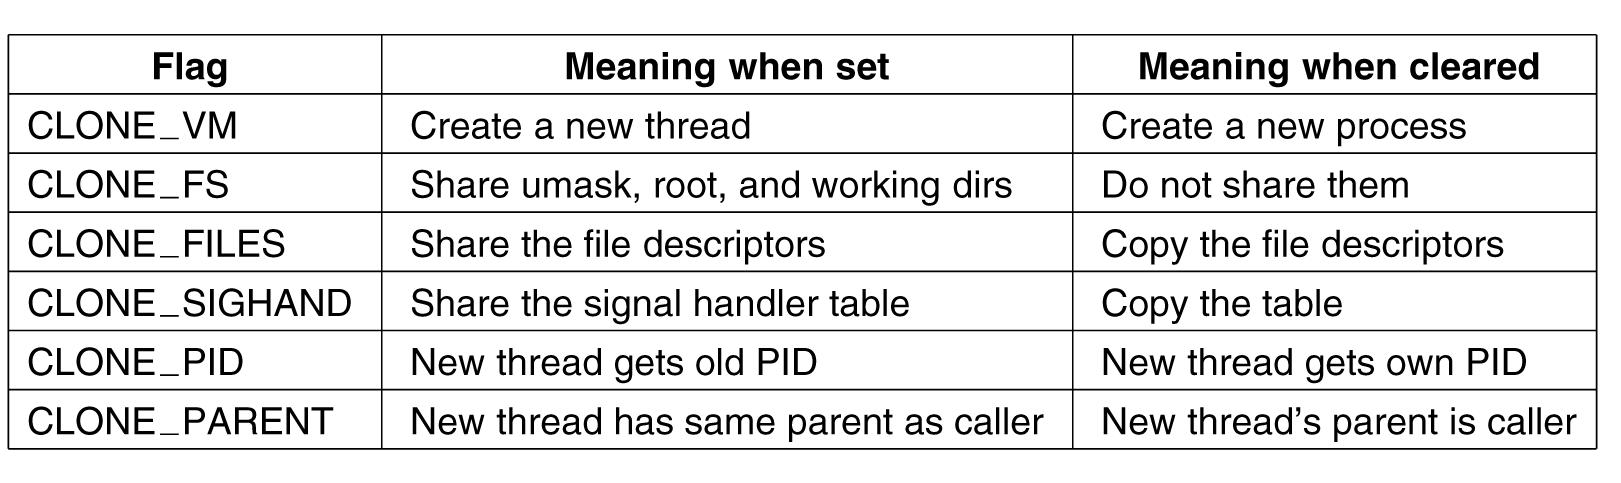 Flag Meaning when set Meaning when cleared
CLONE_VM Create a new thread Create a new process
CLONE_FS Share umask, root, and working dirs Do not share them
CLONE_FILES Share the file descriptors Copy the file descriptors
CLONE_SIGHAND Share the signal handler table Copy the table
CLONE_PID New thread gets old PID New thread gets own PID
CLONE_PARENT New thread has same parent as caller New thread’s parent is caller